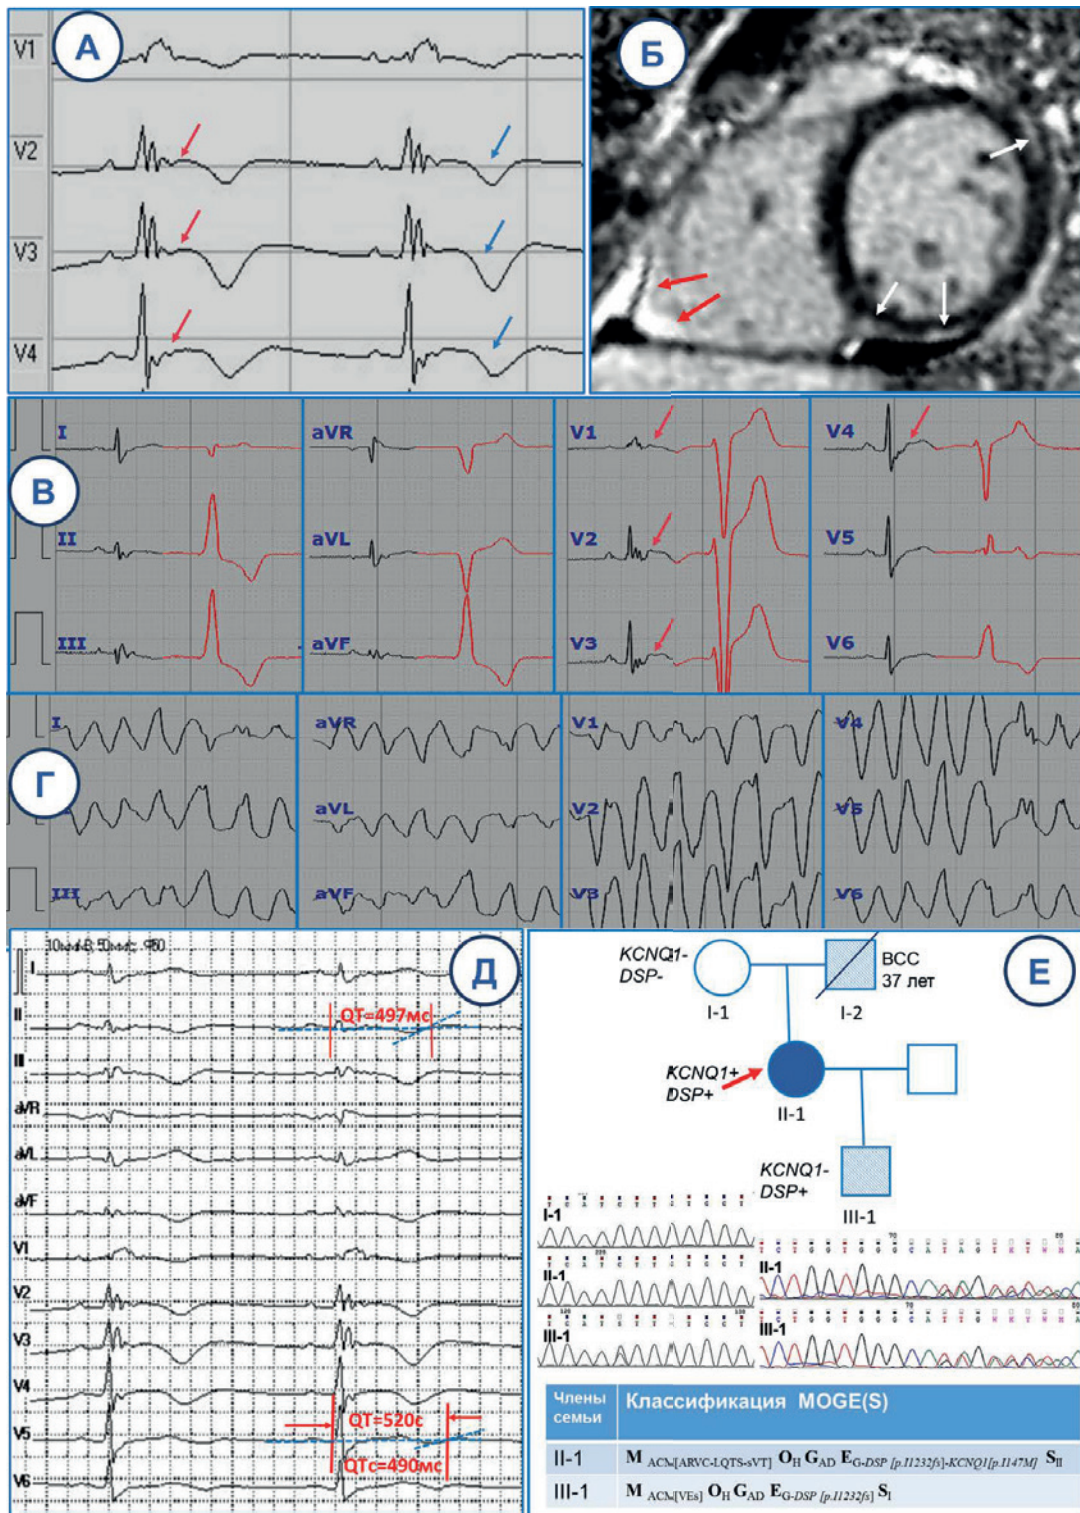 А
V1
V2
V3
V4
Б
В
I
aVR
V1
V4
II
aVL
V2
V5
III
aVF
V3
V6
Г
I
aVR
V1
V4
aVL
V2
V5
III
aVF
V3
V6
Д
I
II
QT=497мс
III
aVR
aVL
aVF
V1
V2
V3
V4
V5
QT=520с
QTc=490мс
V6
Е
KCNQ1-
DSP-
I-1
ВСС
37 лет
I-2
KCNQ1+
DSP+
II-1
KCNQ1-
DSP+
III-1
I-1
II-1
III-1
II-1
III-1
Члены семьи
Классификация MOGE(S)
II-1
M ACM[ARVC-LQTS-sVT] OH GAD EG-DSP [p.I1232fs]-KCNQ1[p.I147M] SII
III-1
M ACM[VEs] OH GAD EG-DSP [p.I1232fs] SI